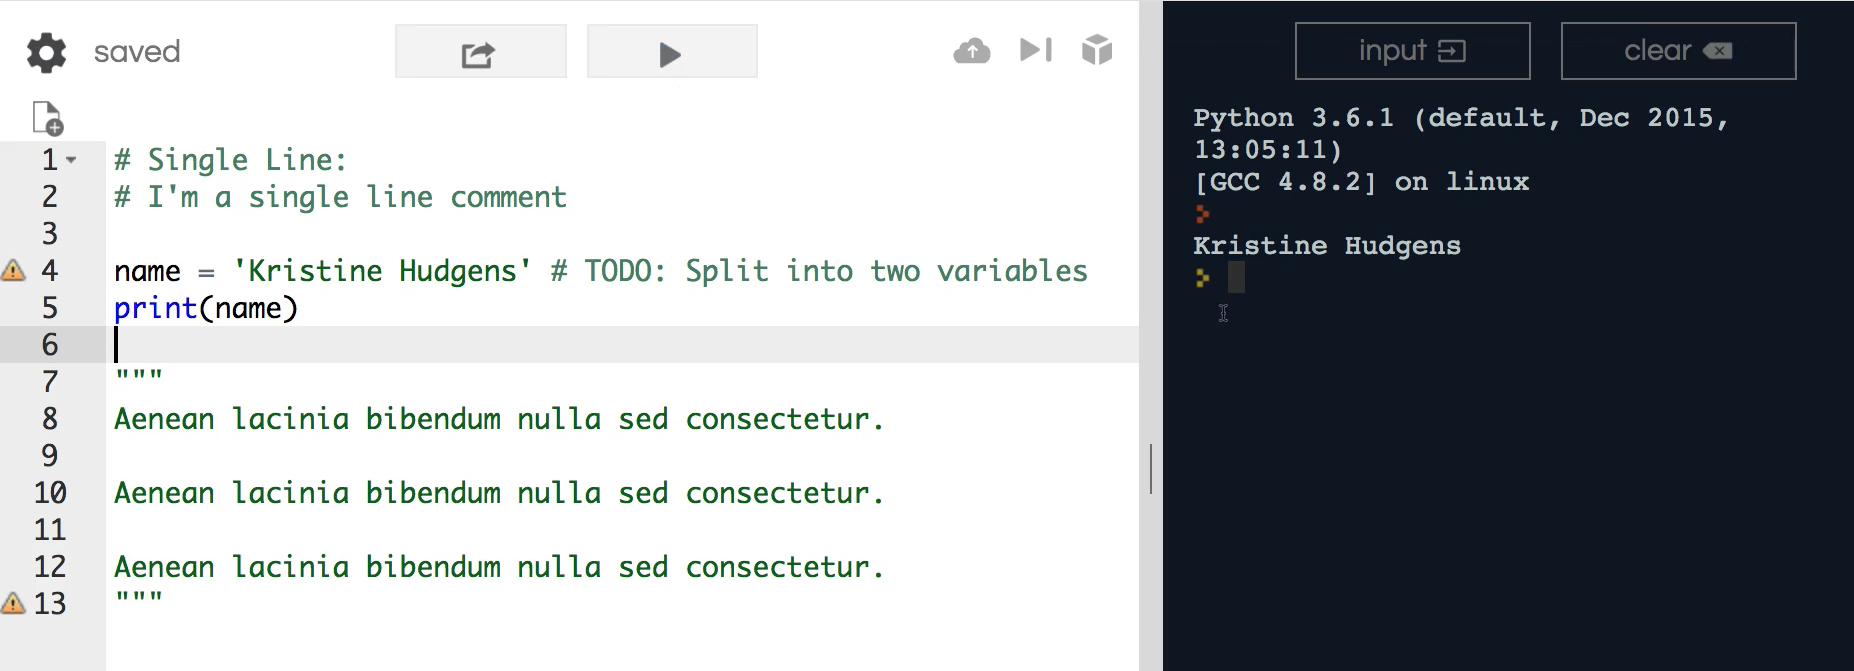 saved
input
clear
1 # Single Line:
2 # I'm a single line comment
3
4 name = 'Kristine Hudgens' # TODO: Split into two variables
5 print(name)
6
7 """
8 Aenean lacinia bibendum nulla sed consectetur.
9
10 Aenean lacinia bibendum nulla sed consectetur.
11
12 Aenean lacinia bibendum nulla sed consectetur.
13 """
Python 3.6.1 (default, Dec 2015,
13:05:11)
[GCC 4.8.2] on linux
Kristine Hudgens